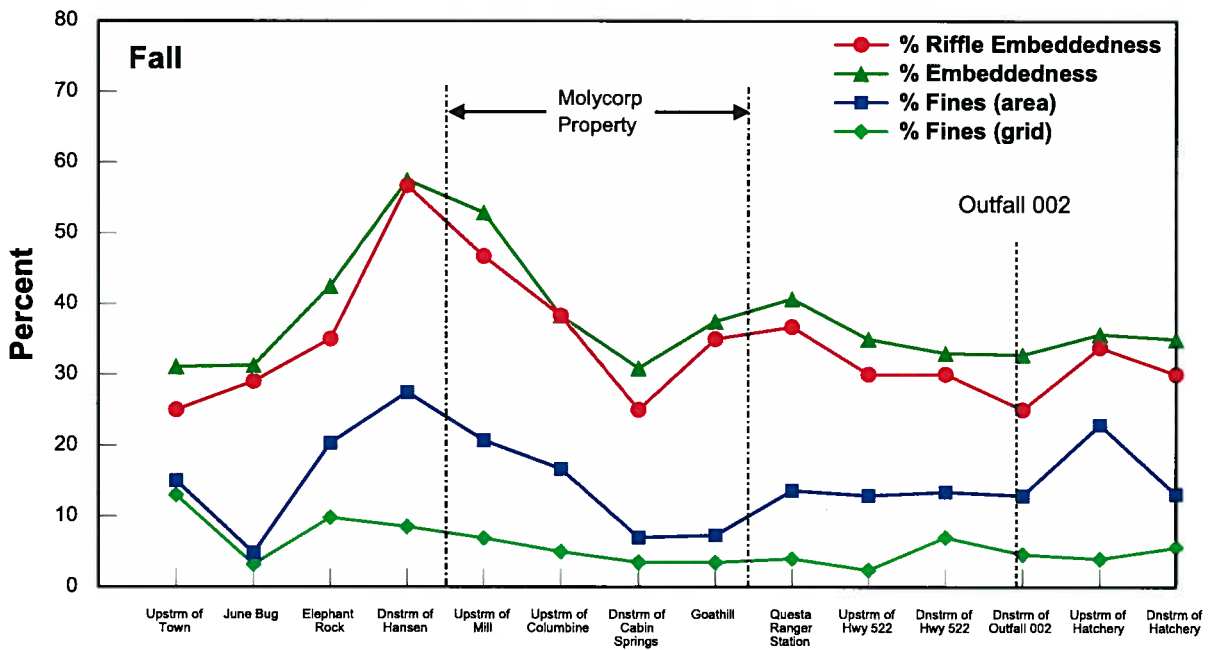 Fall
% Riffle Embeddedness
% Embeddedness
% Fines (area)
% Fines (grid)
Molycorp
Property
Outfall 002
Percent
80
70
60
50
40
30
20
10
0
Upstrm of
Town
June Bug
Elephant
Rock
Dnstrm of
Hansen
Upstrm of
Mill
Upstrm of
Columbine
Dnstrm of
Cabin
Springs
Goathill
Questa
Ranger
Station
Upstrm of
Hwy 522
Dnstrm of
Hwy 522
Dnstrm of
Outfall 002
Upstrm of
Hatchery
Dnstrm of
Hatchery